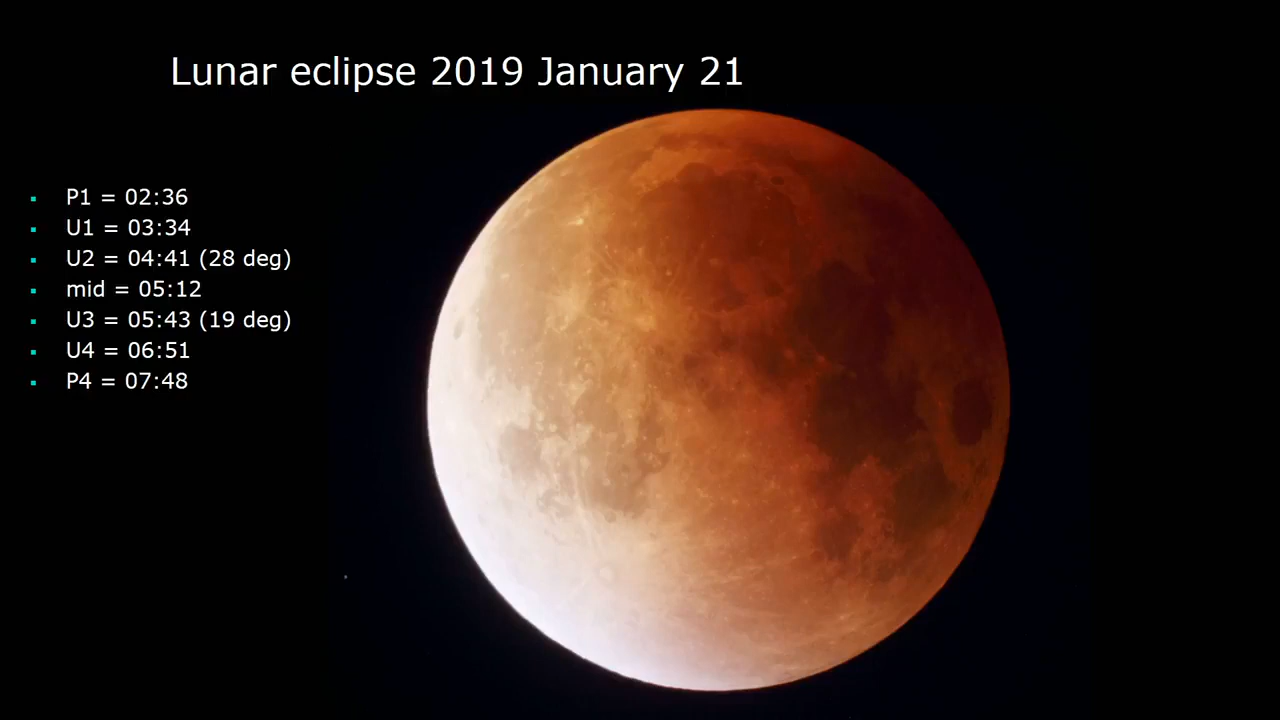 Lunar eclipse 2019 January 21
P1 = 02:36
U1 = 03:34
U2 = 04:41 (28 deg)
mid = 05:12
U3 = 05:43 (19 deg)
U4 = 06:51
P4 = 07:48